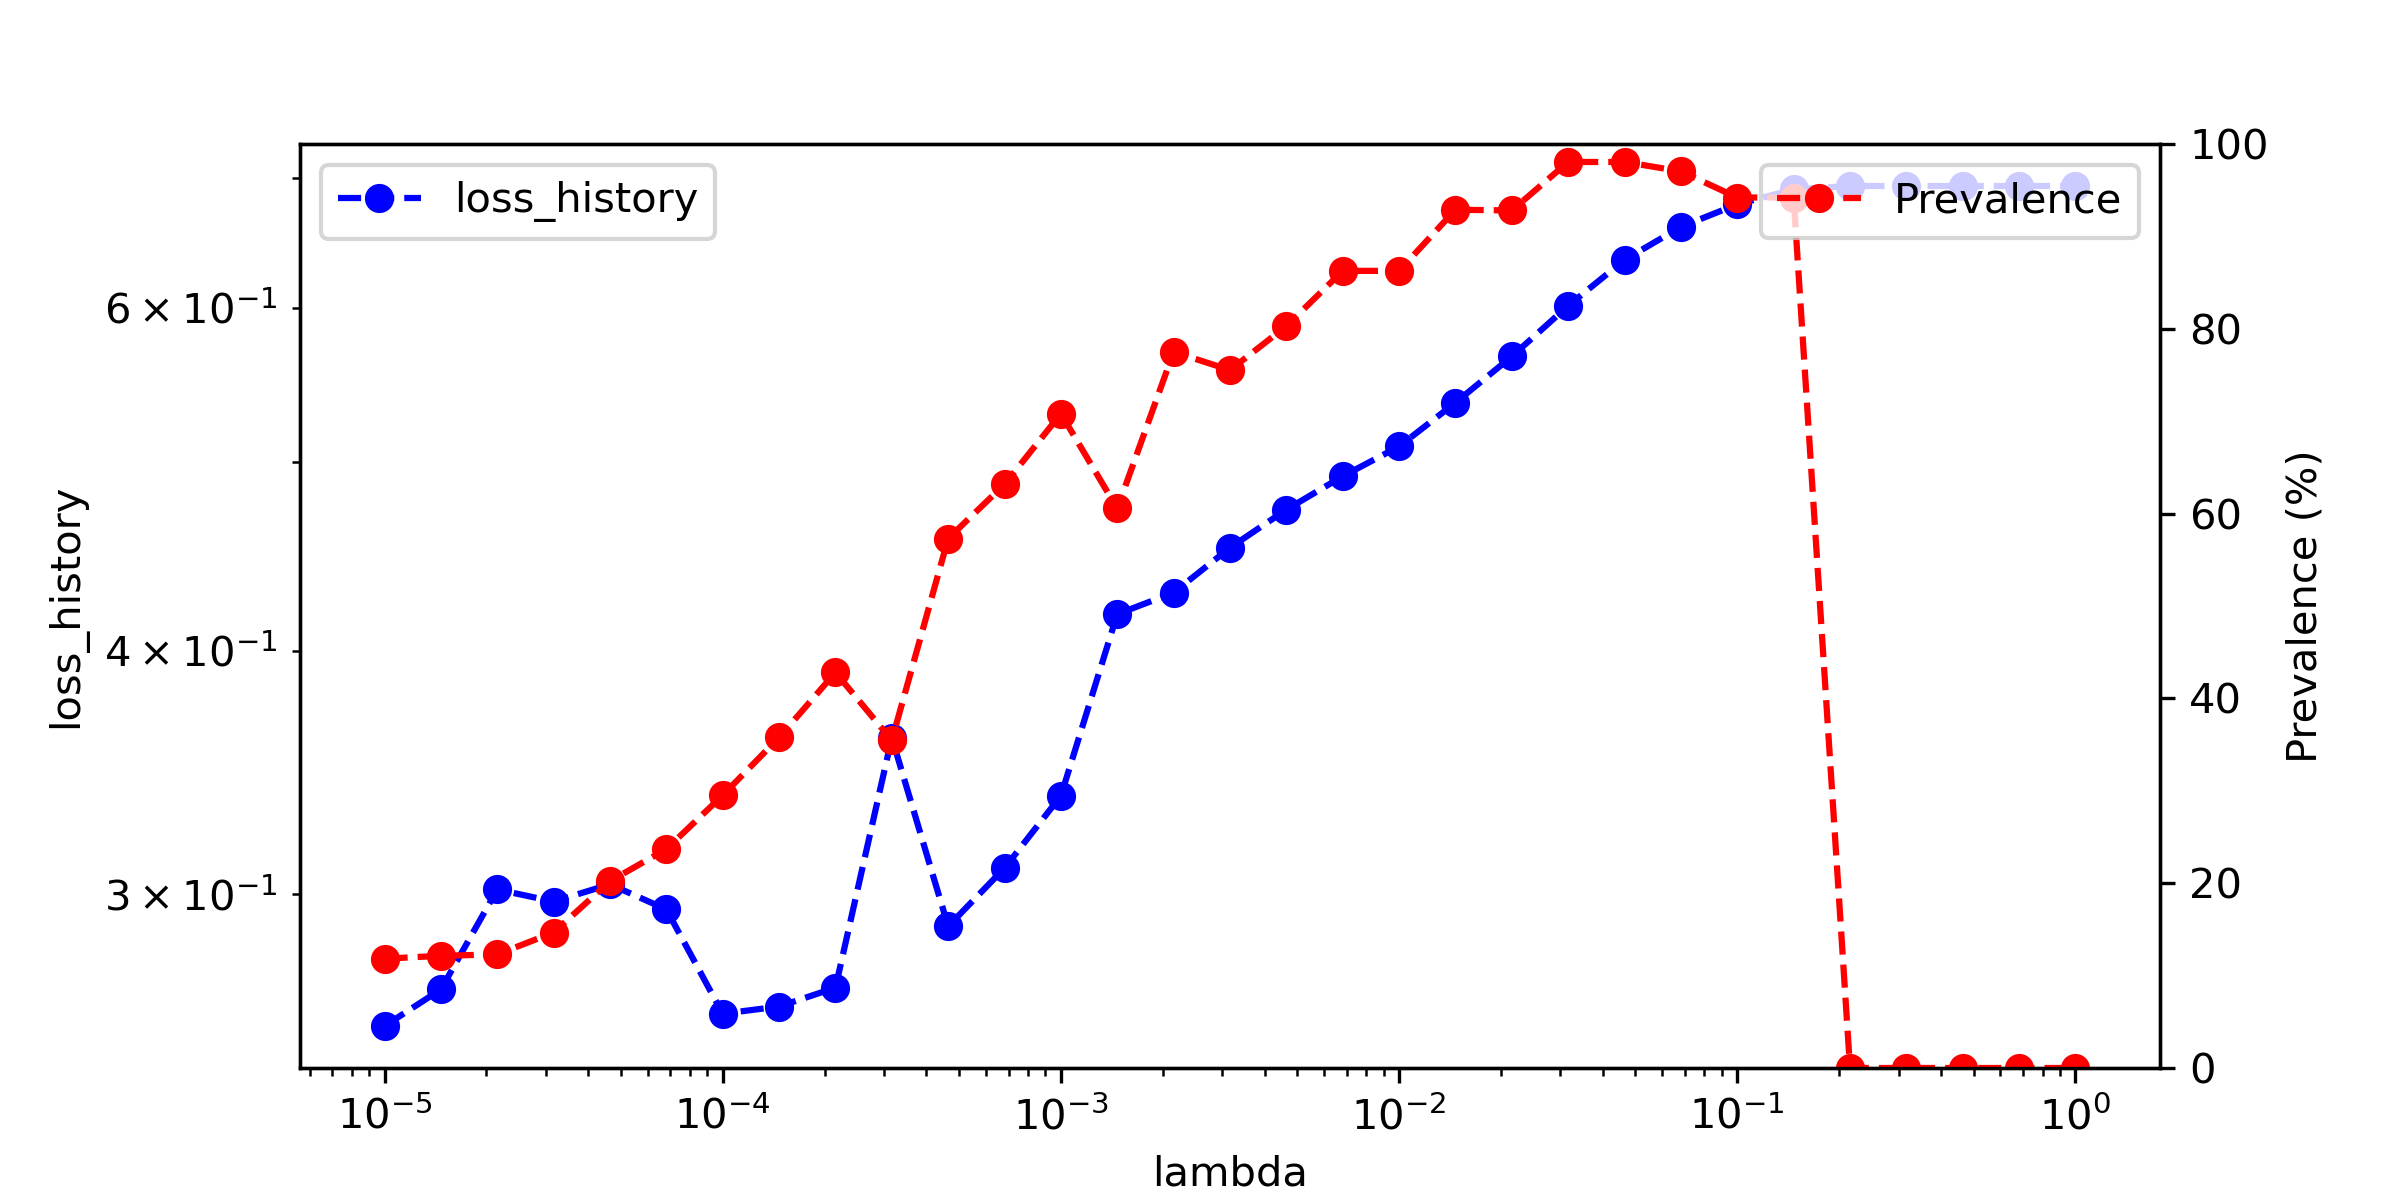 loss_history
Prevalence
100
80
60
40
20
0
6 × 10⁻¹
4 × 10⁻¹
3 × 10⁻¹
loss_history
Prevalence (%)
10⁻⁵ 10⁻⁴ 10⁻³ 10⁻² 10⁻¹ 10⁰
lambda